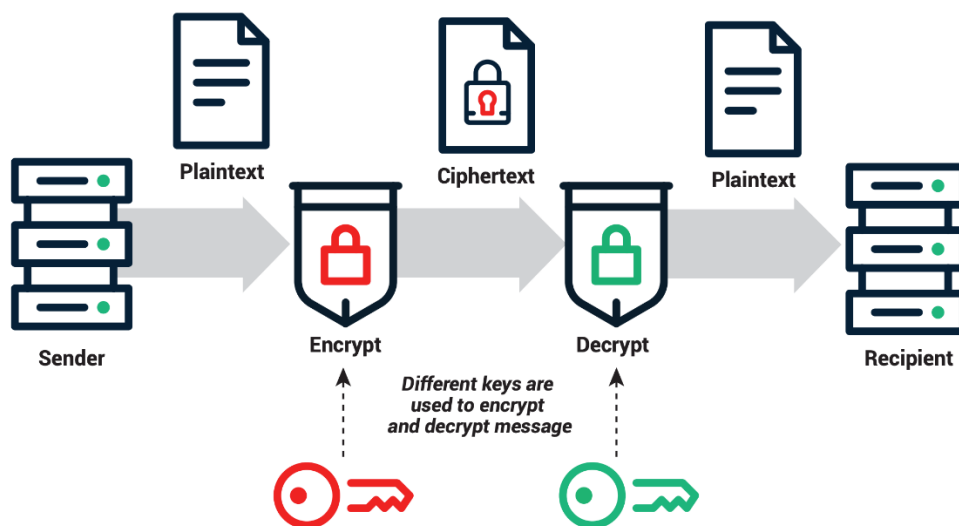 Plaintext
Ciphertext
Plaintext
Sender
Encrypt
Decrypt
Recipient
Different keys are
used to encrypt
and decrypt message